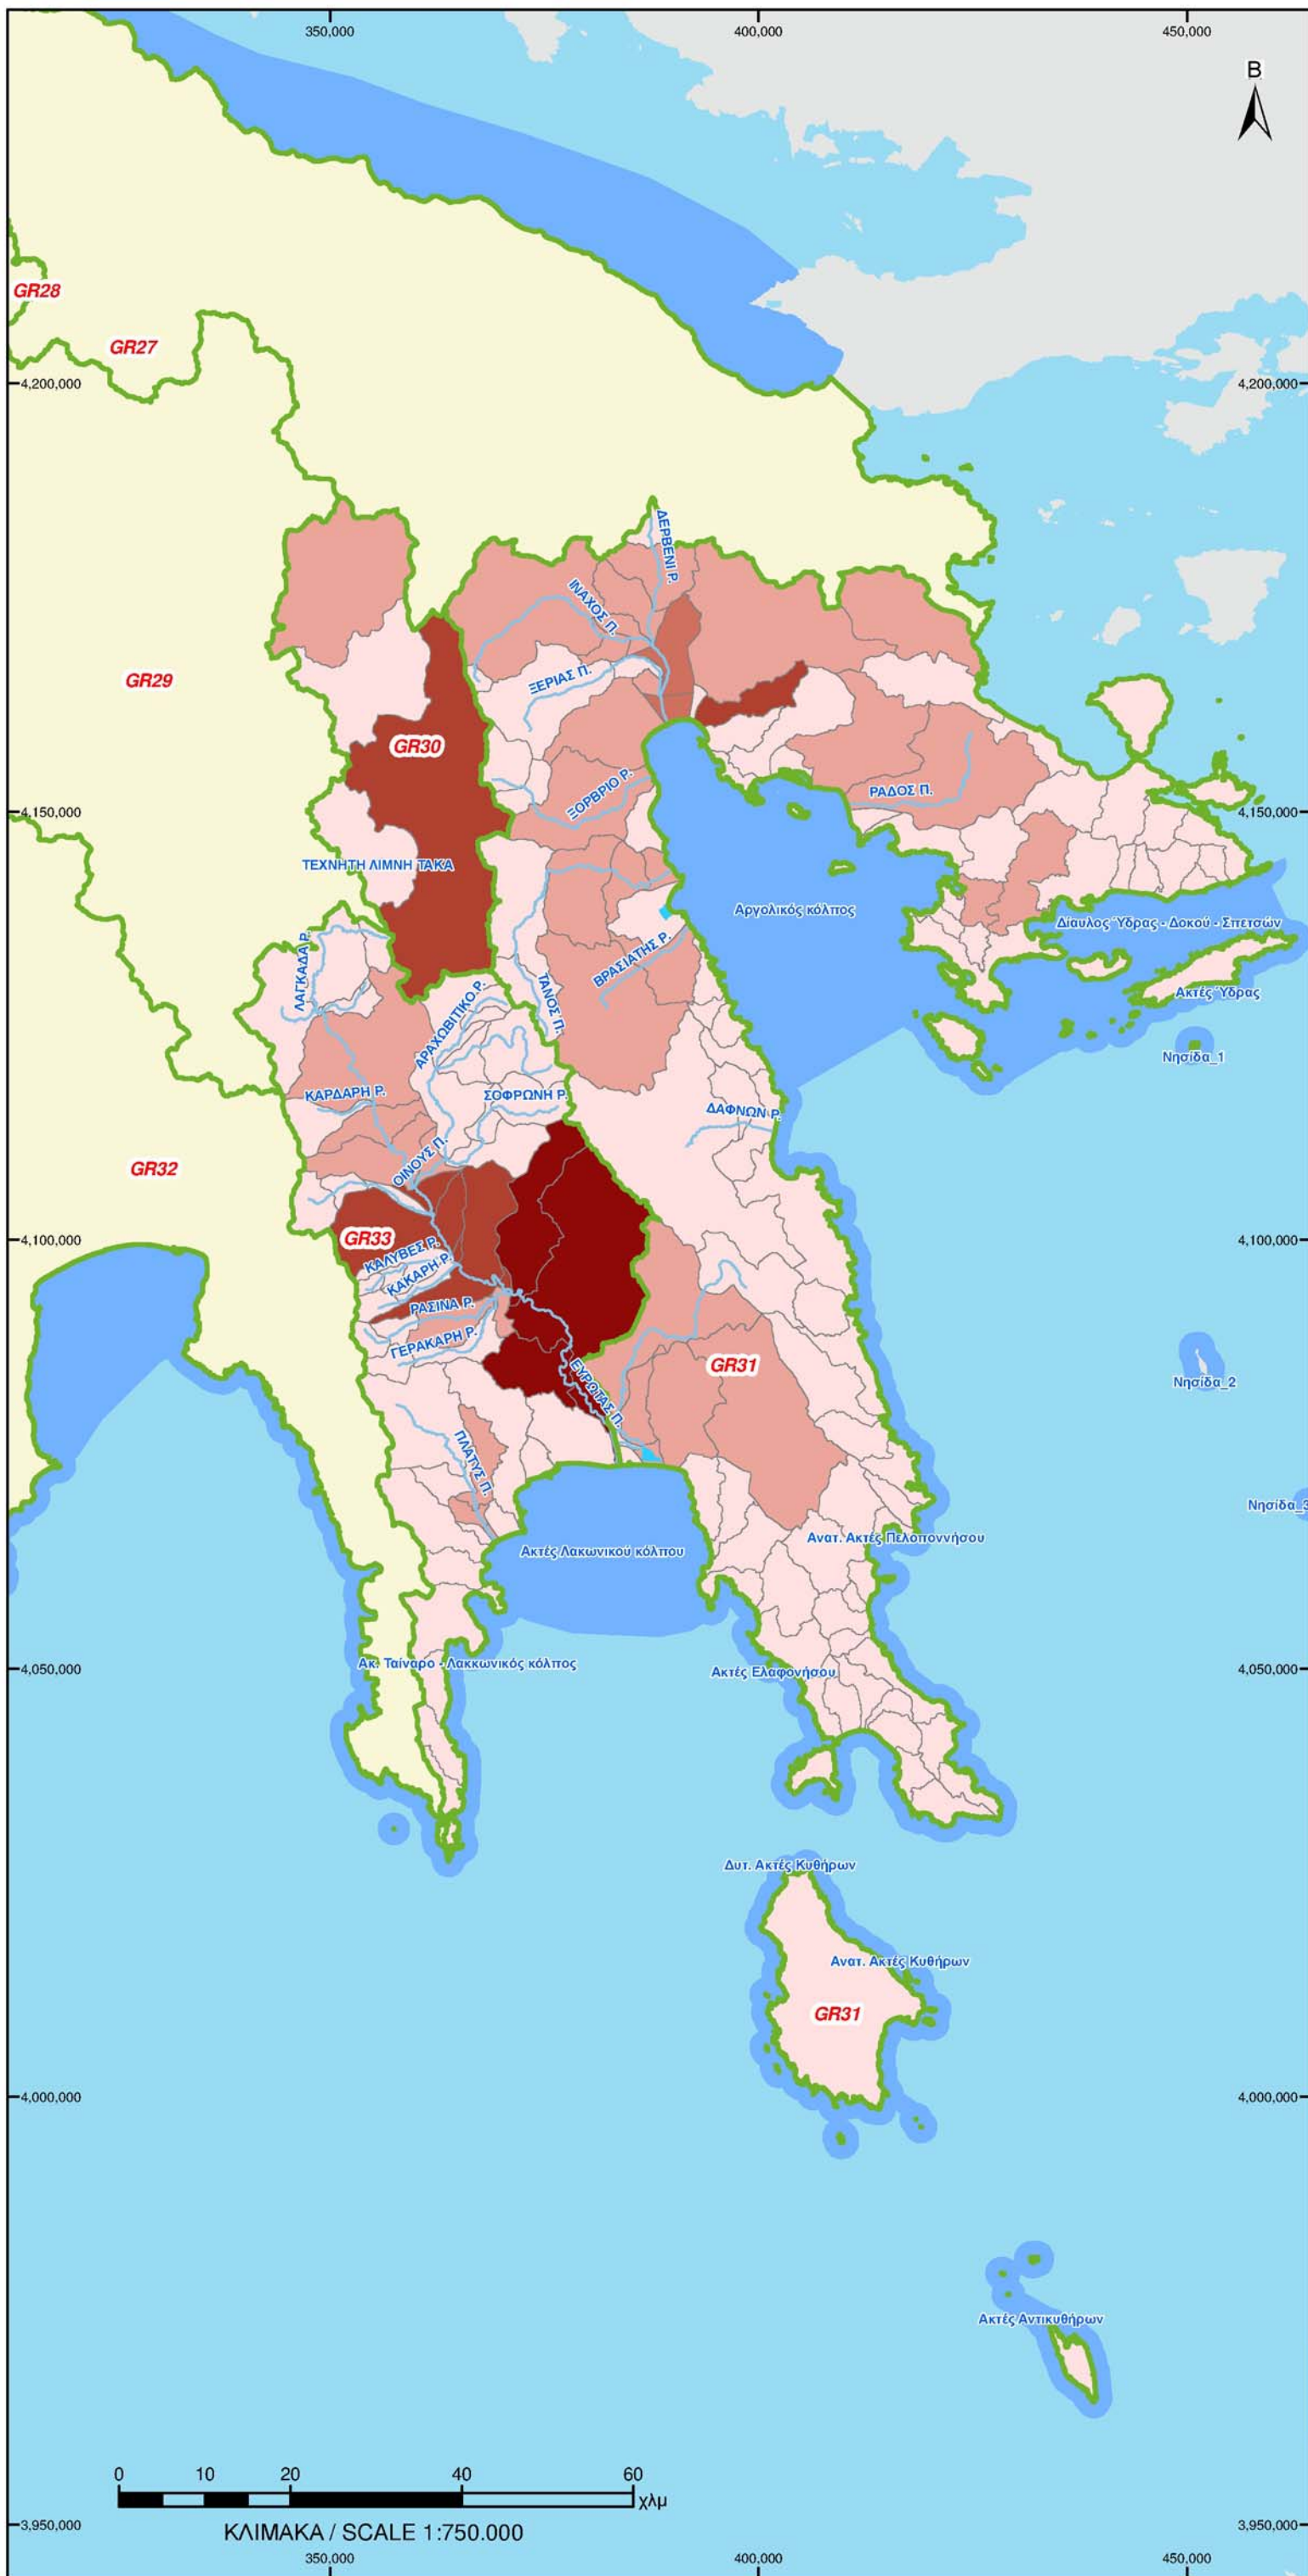 350,000
400,000
450,000
Β
GR28
GR27
4,200,000
4,200,000
ΔΕΡΒΕΝΙ Ρ.
ΙΝΑΧΟΣ Π.
ΞΕΡΙΑΣ Π.
GR29
GR30
ΞΟΡΒΡΙΟ Ρ.
ΡΑΔΟΣ Π.
4,150,000
4,150,000
ΤΕΧΝΗΤΗ ΛΙΜΝΗ ΤΑΚΑ
Αργολικός κόλπος
Δίαυλος Ύδρας - Δοκού - Σπετσών
ΛΑΓΚΑΔΑ Ρ.
ΒΡΑΣΙΑΤΗΣ Ρ.
Ακτές Ύδρας
ΑΡΑΧΩΒΙΤΙΚΟ Ρ.
ΤΑΝΟΣ Π.
Νησίδα_1
ΚΑΡΔΑΡΗ Ρ.
ΣΟΦΡΩΝΗ Ρ.
ΔΑΦΝΩΝ Ρ.
GR32
ΟΙΝΟΥΣ Π.
GR33
4,100,000
4,100,000
ΚΑΛΥΒΕΣ Ρ.
ΚΑΚΑΡΗ Ρ.
ΡΑΣΙΝΑ Ρ.
ΓΕΡΑΚΑΡΗ Ρ.
GR31
ΕΥΡΩΤΑΣ Π.
Νησίδα_2
ΠΛΑΤΥΣ Π.
Νησίδα_3
Ανατ. Ακτές Πελοποννήσου
Ακτές Λακωνικού κόλπου
Ακ. Ταίναρο - Λακκωνικός κόλπος
Ακτές Ελαφονήσου
4,050,000
4,050,000
Δυτ. Ακτές Κυθήρων
Ανατ. Ακτές Κυθήρων
GR31
4,000,000
4,000,000
Ακτές Αντικυθήρων
0 10 20 40 60
χλμ
ΚΛΙΜΑΚΑ / SCALE 1:750.000
3,950,000
3,950,000
350,000
400,000
450,000